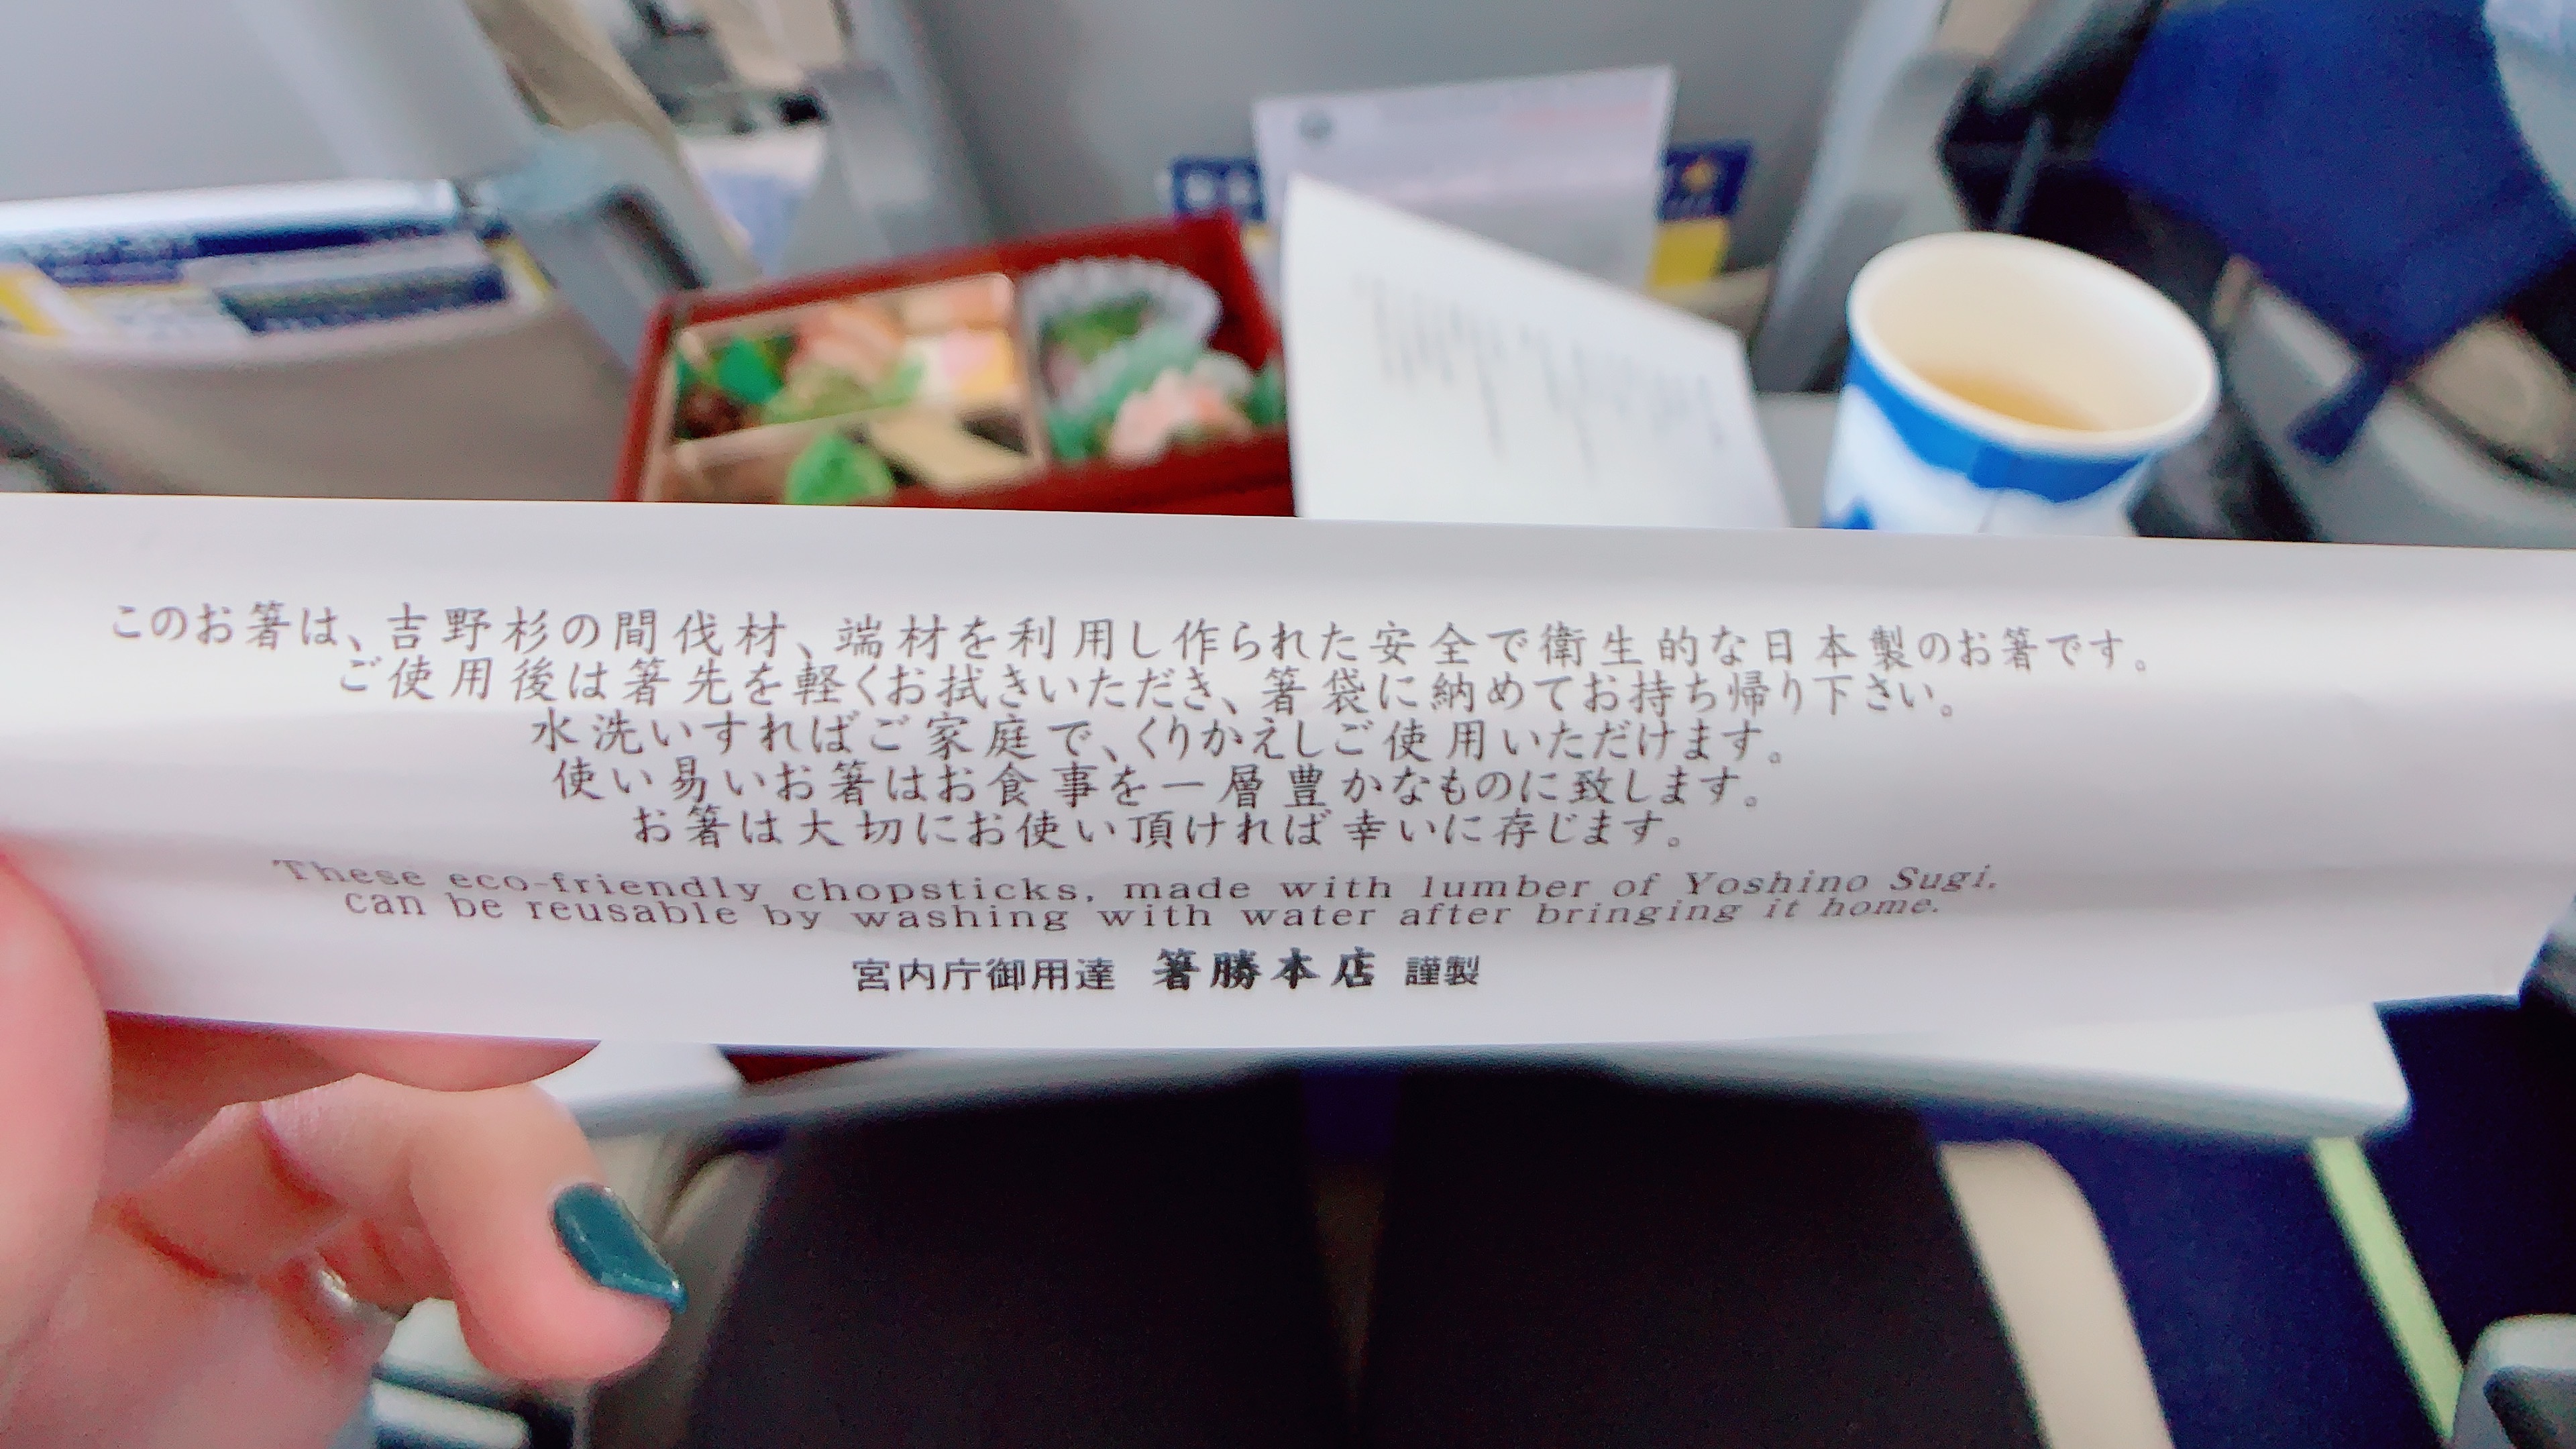 このお箸は、吉野杉の間伐材、端材を利用し作られた安全で衛生的な日本製のお箸です。
ご使用後は箸先を軽くお拭きいただき、箸袋に納めてお持ち帰り下さい。
水洗いすればご家庭で、くりかえしご使用いただけます。
使い易いお箸はお食事を一層豊かなものに致します。
お箸は大切にお使い頂ければ幸いに存じます。
These eco-friendly chopsticks, made with lumber of Yoshino Sugi,
can be reusable by washing with water after bringing it home.
宮内庁御用達 箸勝本店 謹製